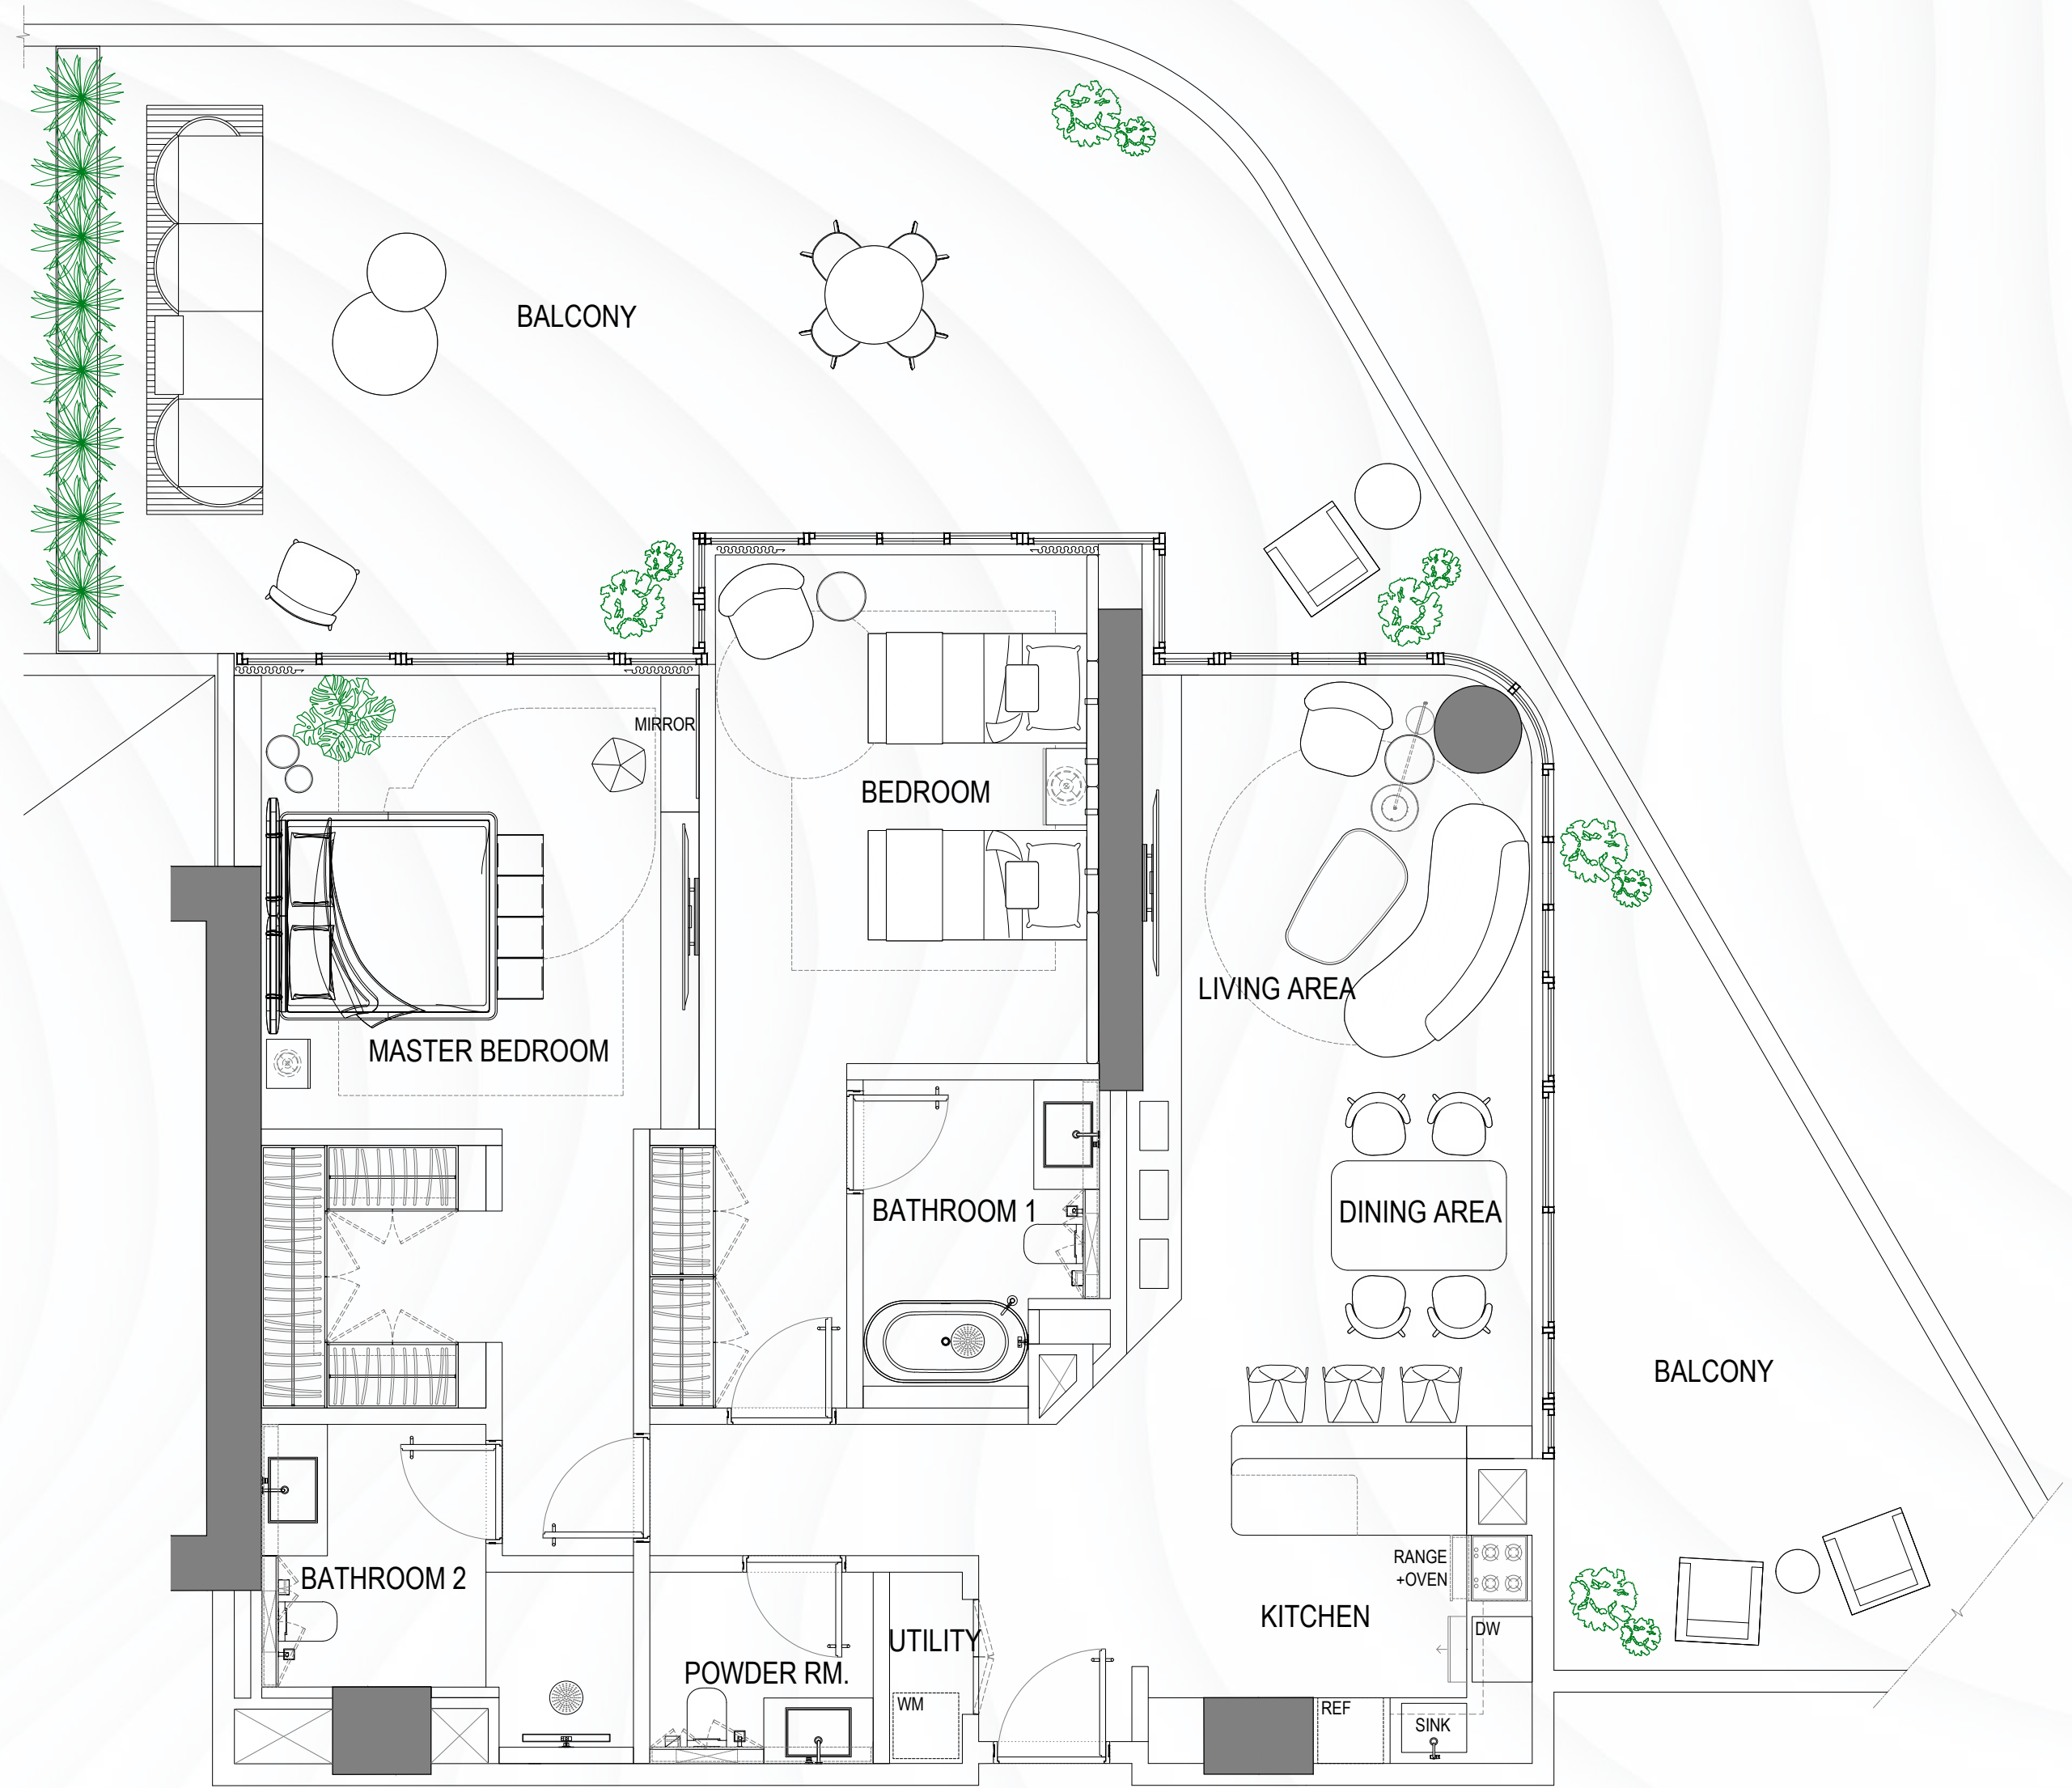 BALCONY
MIRROR
BEDROOM
LIVING AREA
MASTER BEDROOM
BATHROOM 1
DINING AREA
BALCONY
RANGE
+OVEN
BATHROOM 2
KITCHEN
DW
UTILITY
POWDER RM.
WM
REF
SINK